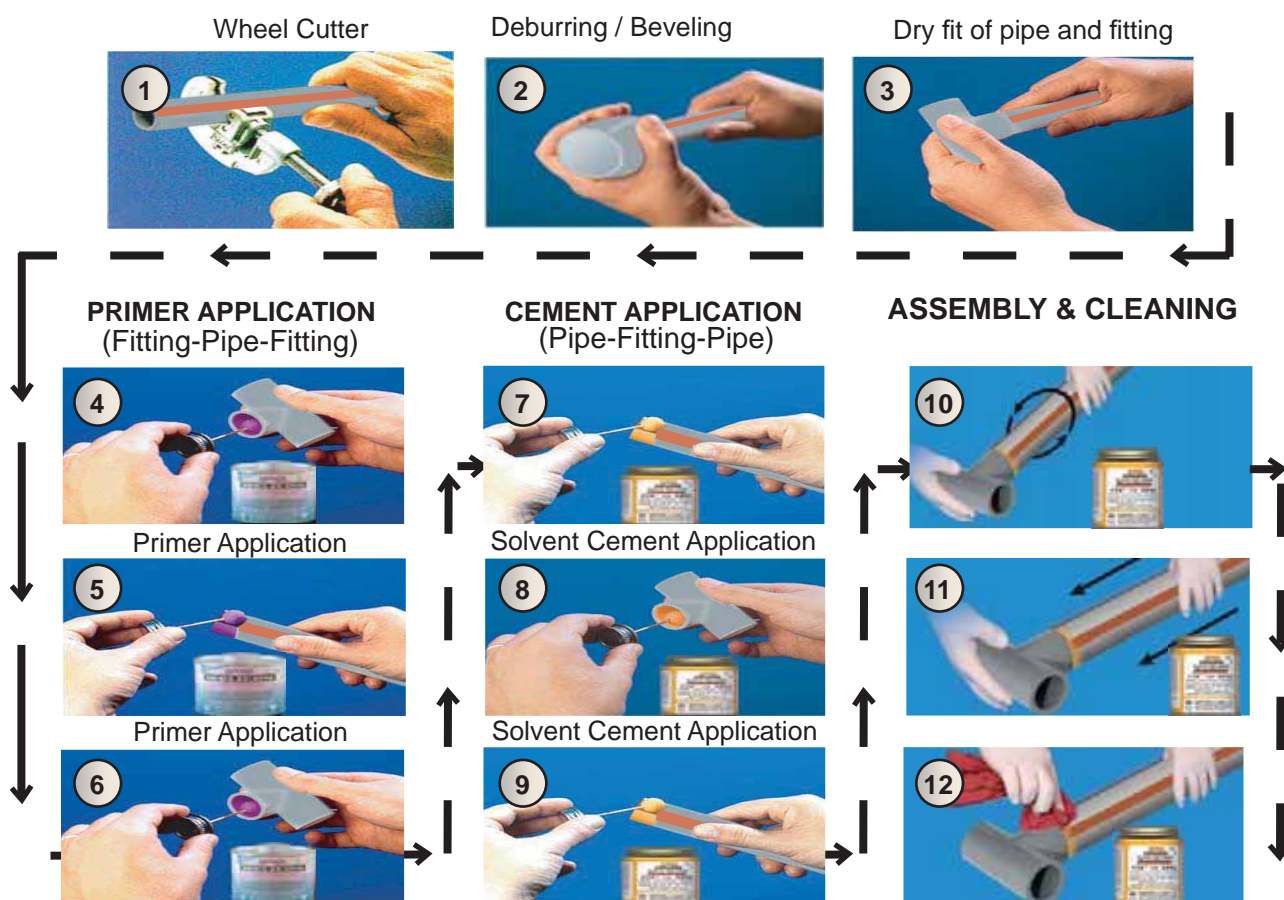 Wheel Cutter
Deburring / Beveling
Dry fit of pipe and fitting
1
2
3
PRIMER APPLICATION
(Fitting-Pipe-Fitting)
4
Primer Application
5
Primer Application
6
CEMENT APPLICATION
(Pipe-Fitting-Pipe)
7
Solvent Cement Application
8
Solvent Cement Application
9
ASSEMBLY & CLEANING
10
11
12